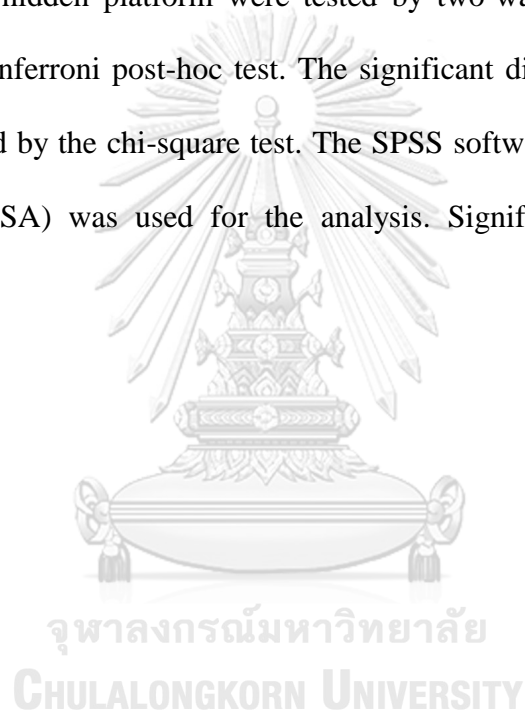 hidden platform were tested by two-wa
nferroni post-hoc test. The significant di
d by the chi-square test. The SPSS softw
SA) was used for the analysis. Signif
จุฬาลงกรณ์มหาวิทยาลัย
CHULALONGKORN UNIVERSITY